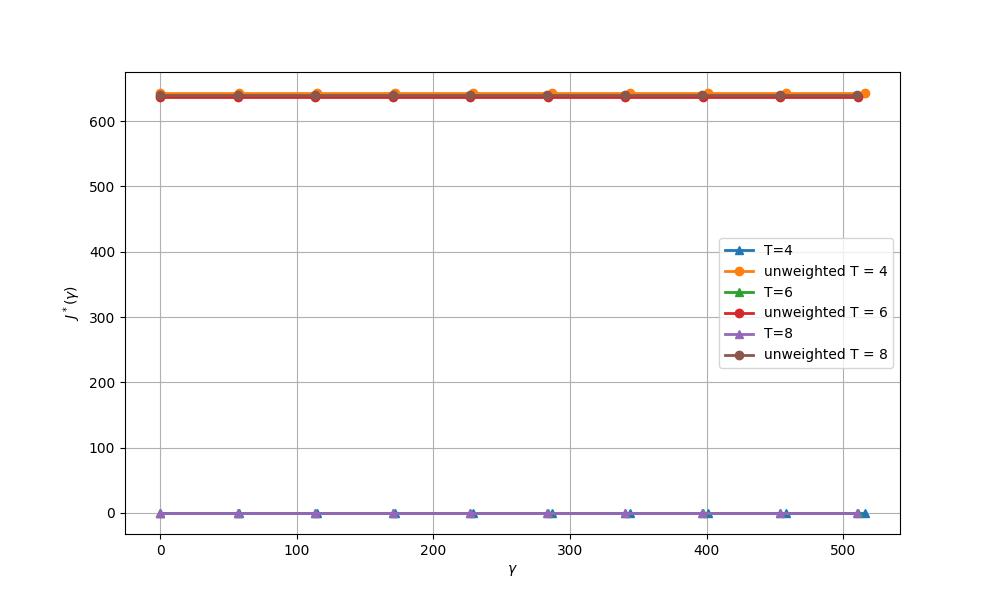 600
500
400
300
200
100
0
J*(γ)
0 100 200 300 400 500
γ
T=4
unweighted T = 4
T=6
unweighted T = 6
T=8
unweighted T = 8